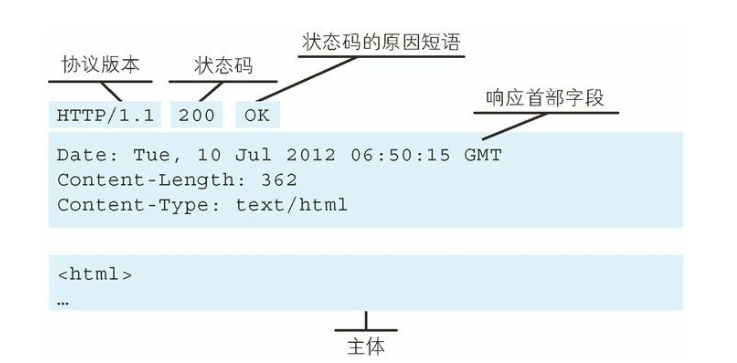 状态码的原因短语
协议版本 状态码
响应首部字段
HTTP/1.1 200 OK
Date: Tue, 10 Jul 2012 06:50:15 GMT
Content-Length: 362
Content-Type: text/html
<html>
…
主体